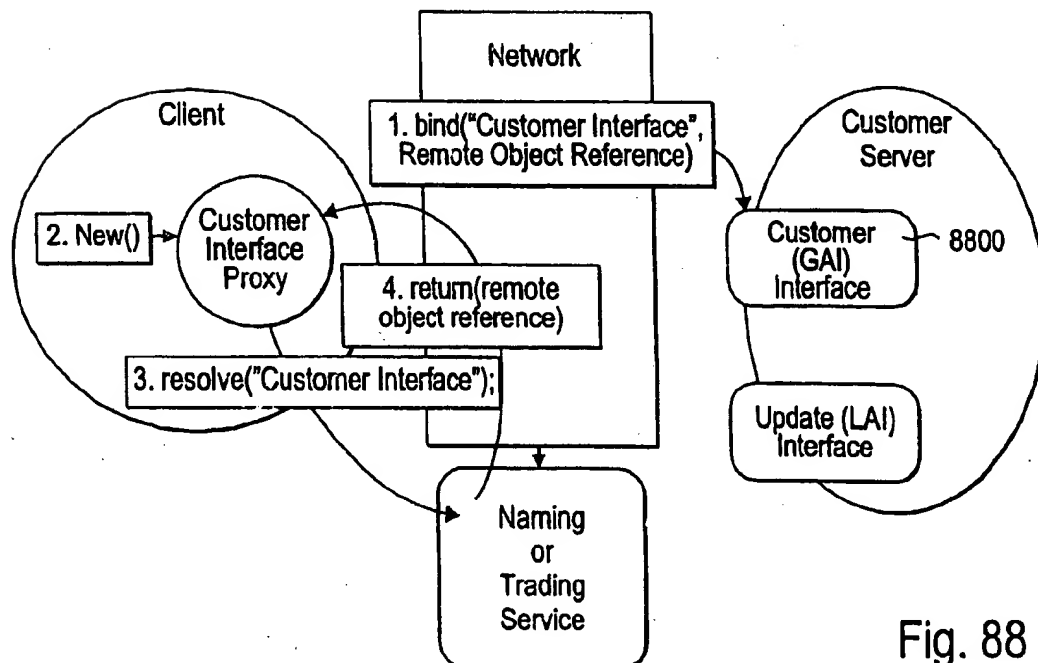 Network
Client
1. bind("Customer Interface",
Remote Object Reference)
Customer
Server
2. New()
Customer
Interface
Proxy
Customer
(GAI)
Interface
8800
4. return(remote
object reference)
3. resolve("Customer Interface");
Update (LAI)
Interface
Naming
or
Trading
Service
Fig. 88